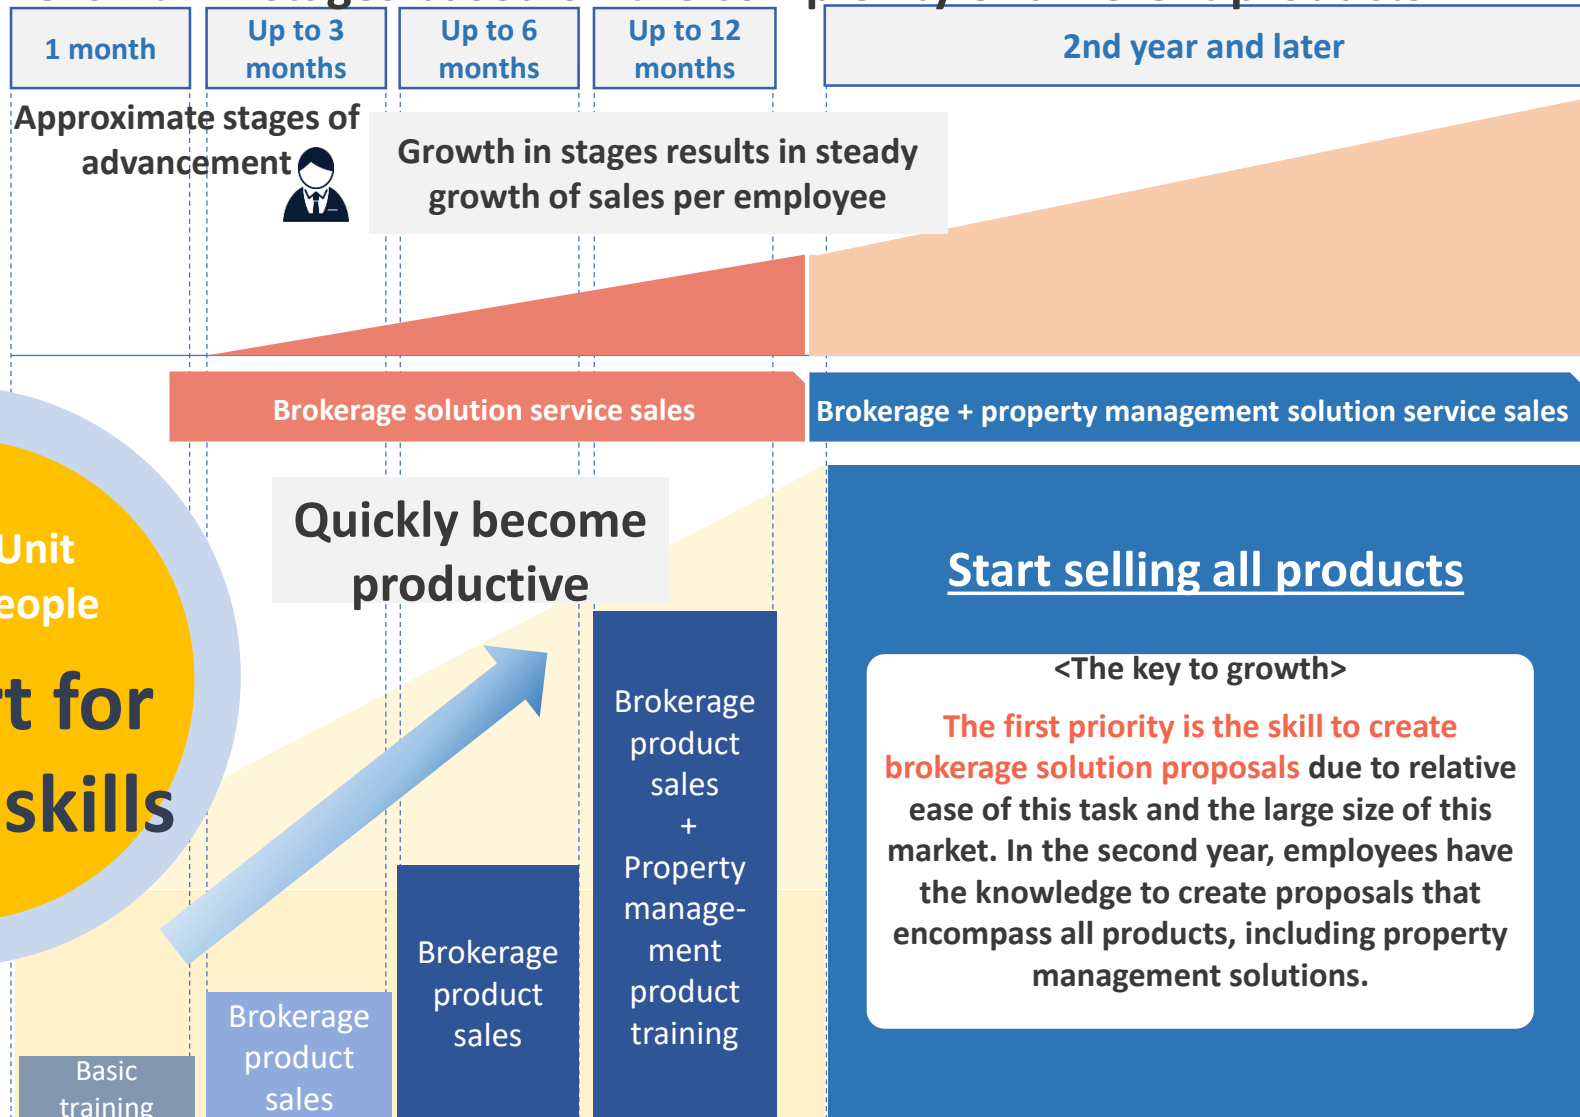 1 month
Up to 3
months
Up to 6
months
Up to 12
months
2nd year and later
Approximate stages of
advancement
Growth in stages results in steady
growth of sales per employee
Brokerage solution service sales
Brokerage + property management solution service sales
Unit
for
skills
Quickly become
productive
Basic
training
Brokerage
product
sales
Brokerage
product
sales
Brokerage
product
sales
+
Property
manage-
ment
product
training
Start selling all products
<The key to growth>
The first priority is the skill to create
brokerage solution proposals due to relative
ease of this task and the large size of this
market. In the second year, employees have
the knowledge to create proposals that
encompass all products, including property
management solutions.